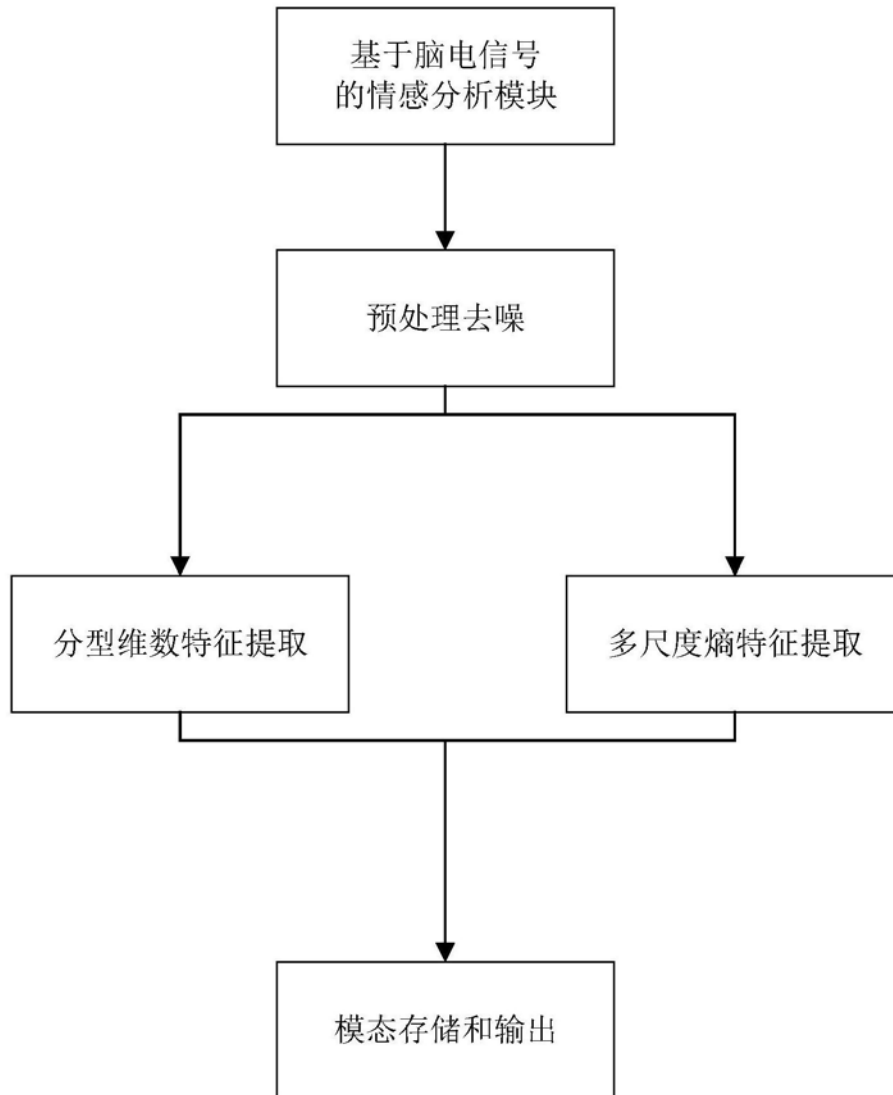 基于脑电信号
的情感分析模块
预处理去噪
分型维数特征提取
多尺度熵特征提取
模态存储和输出